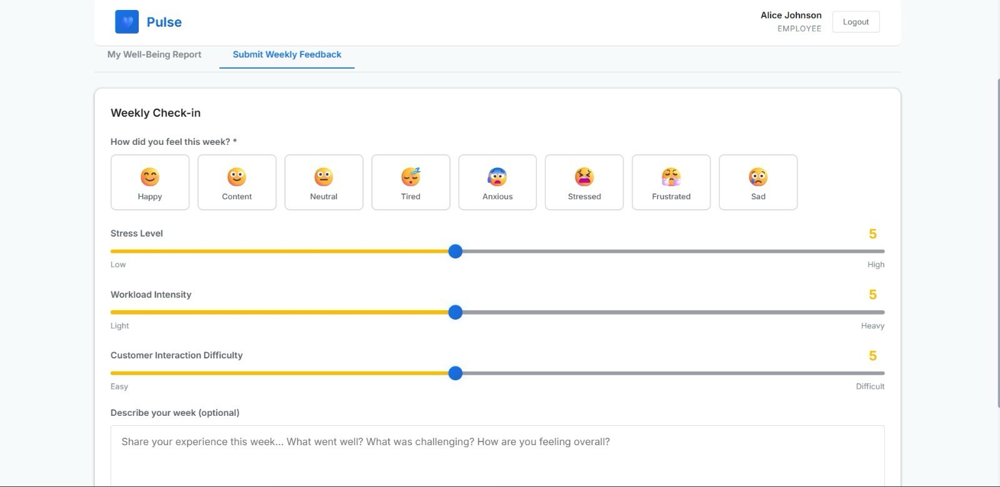 Pulse
Alice Johnson
EMPLOYEE
Logout
My Well-Being Report
Submit Weekly Feedback
Weekly Check-in
How did you feel this week? *
Happy
Content
Neutral
Tired
Anxious
Stressed
Frustrated
Sad
Stress Level
5
Low
High
Workload Intensity
5
Light
Heavy
Customer Interaction Difficulty
5
Easy
Difficult
Describe your week (optional)
Share your experience this week... What went well? What was challenging? How are you feeling overall?